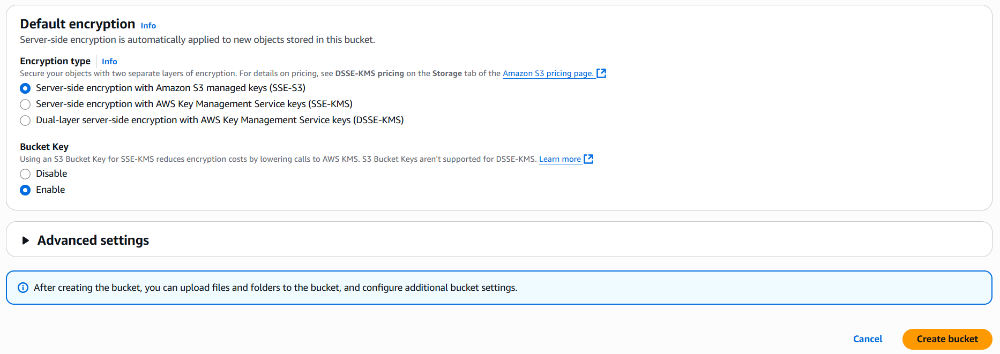 Default encryption Info
Server-side encryption is automatically applied to new objects stored in this bucket.
Encryption type Info
Secure your objects with two separate layers of encryption. For details on pricing, see DSSE-KMS pricing on the Storage tab of the Amazon S3 pricing page.
Server-side encryption with Amazon S3 managed keys (SSE-S3)
Server-side encryption with AWS Key Management Service keys (SSE-KMS)
Dual-layer server-side encryption with AWS Key Management Service keys (DSSE-KMS)
Bucket Key
Using an S3 Bucket Key for SSE-KMS reduces encryption costs by lowering calls to AWS KMS. S3 Bucket Keys aren't supported for DSSE-KMS. Learn more
Disable
Enable
Advanced settings
After creating the bucket, you can upload files and folders to the bucket, and configure additional bucket settings.
Cancel Create bucket